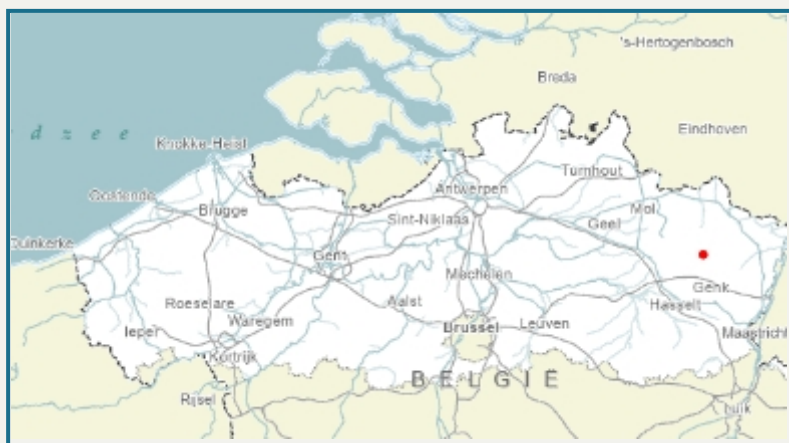 's-Hertogenbosch
Breda
Eindhoven
d z e e
Knokke-Heist
Turnhout
Antwerpen
Oostende
Brugge
Mol
Sint-Niklaas
Geel
Duinkerke
Gent
Mechelen
Genk
Roeselare
Aalst
Hasselt
Waregem
Ieper
Brussel
Leuven
Maastricht
Kortrijk
BELGIË
Rijsel
Luik